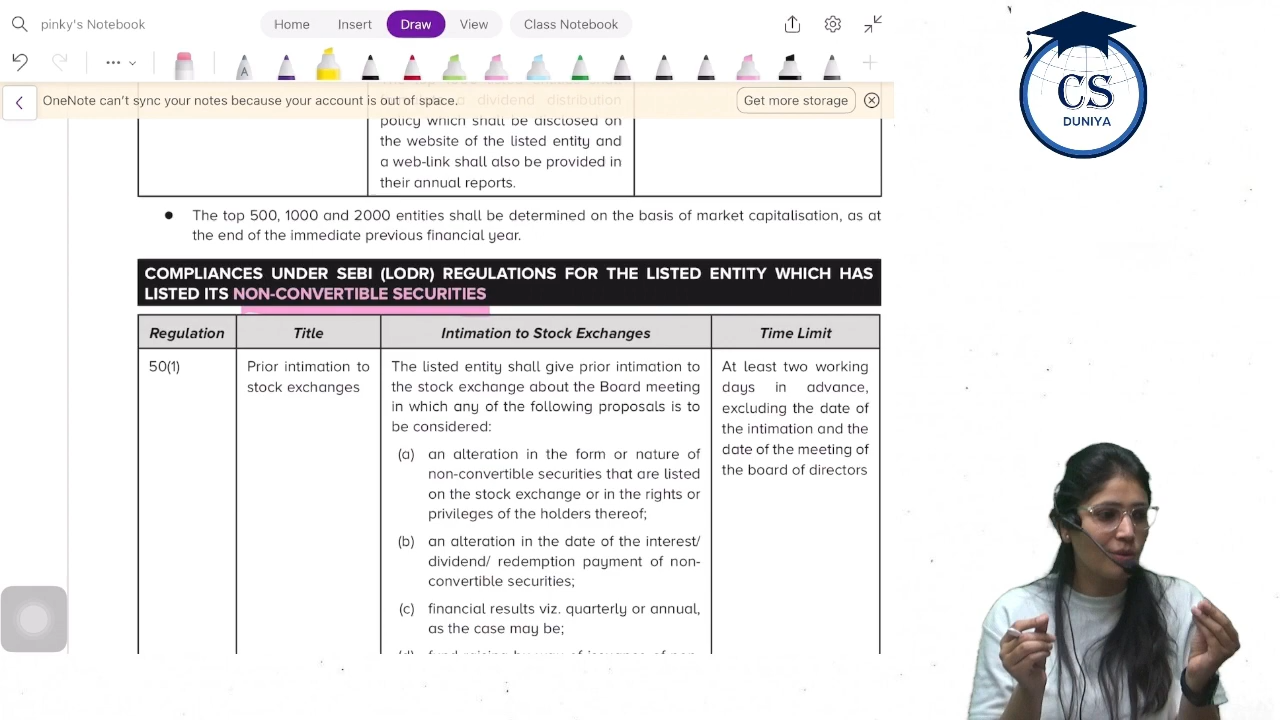 pinky's Notebook
Home Insert Draw View Class Notebook
A
OneNote can't sync your notes because your account is out of space.
Get more storage
a dividend distribution
policy which shall be disclosed on
the website of the listed entity and
a web-link shall also be provided in
their annual reports.
● The top 500, 1000 and 2000 entities shall be determined on the basis of market capitalisation, as at
the end of the immediate previous financial year.
COMPLIANCES UNDER SEBI (LODR) REGULATIONS FOR THE LISTED ENTITY WHICH HAS
LISTED ITS NON-CONVERTIBLE SECURITIES
Regulation Title Intimation to Stock Exchanges Time Limit
50(1)
Prior intimation to
stock exchanges
The listed entity shall give prior intimation to
the stock exchange about the Board meeting
in which any of the following proposals is to
be considered:
(a) an alteration in the form or nature of
non-convertible securities that are listed
on the stock exchange or in the rights or
privileges of the holders thereof;
(b) an alteration in the date of the interest/
dividend/ redemption payment of non-
convertible securities;
(c) financial results viz. quarterly or annual,
as the case may be;
At least two working
days in advance,
excluding the date of
the intimation and the
date of the meeting of
the board of directors
CS
DUNIYA